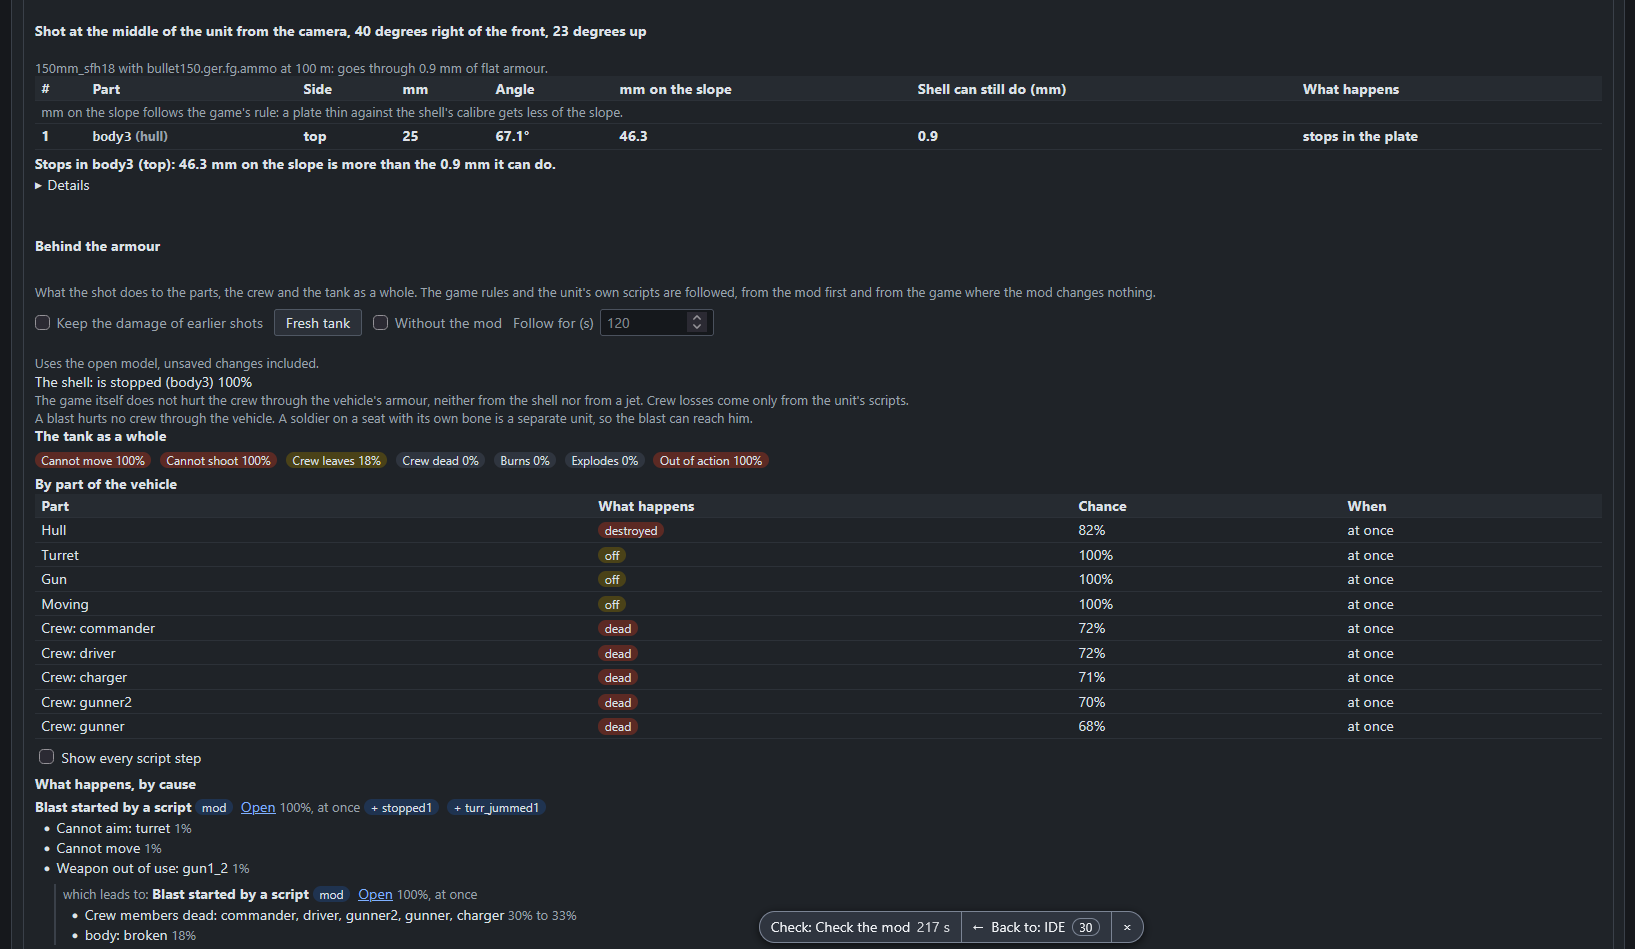 Shot at the middle of the unit from the camera, 40 degrees right of the front, 23 degrees up
150mm_sfh18 with bullet150.ger.fg.ammo at 100 m: goes through 0.9 mm of flat armour.
# Part Side mm Angle mm on the slope Shell can still do (mm) What happens
mm on the slope follows the game's rule: a plate thin against the shell's calibre gets less of the slope.
1 body3 (hull) top 25 67.1° 46.3 0.9 stops in the plate
Stops in body3 (top): 46.3 mm on the slope is more than the 0.9 mm it can do.
▸ Details
Behind the armour
What the shot does to the parts, the crew and the tank as a whole. The game rules and the unit's own scripts are followed, from the mod first and from the game where the mod changes nothing.
Keep the damage of earlier shots Fresh tank Without the mod Follow for (s) 120
Uses the open model, unsaved changes included.
The shell: is stopped (body3) 100%
The game itself does not hurt the crew through the vehicle's armour, neither from the shell nor from a jet. Crew losses come only from the unit's scripts.
A blast hurts no crew through the vehicle. A soldier on a seat with its own bone is a separate unit, so the blast can reach him.
The tank as a whole
Cannot move 100% Cannot shoot 100% Crew leaves 18% Crew dead 0% Burns 0% Explodes 0% Out of action 100%
By part of the vehicle
Part What happens Chance When
Hull destroyed 82% at once
Turret off 100% at once
Gun off 100% at once
Moving off 100% at once
Crew: commander dead 72% at once
Crew: driver dead 72% at once
Crew: charger dead 71% at once
Crew: gunner2 dead 70% at once
Crew: gunner dead 68% at once
Show every script step
What happens, by cause
Blast started by a script mod Open 100%, at once + stopped1 + turr_jummed1
• Cannot aim: turret 1%
• Cannot move 1%
• Weapon out of use: gun1_2 1%
which leads to: Blast started by a script mod Open 100%, at once
• Crew members dead: commander, driver, gunner2, gunner, charger 30% to 33%
• body: broken 18%
Check: Check the mod 217 s ← Back to: IDE 30 ×